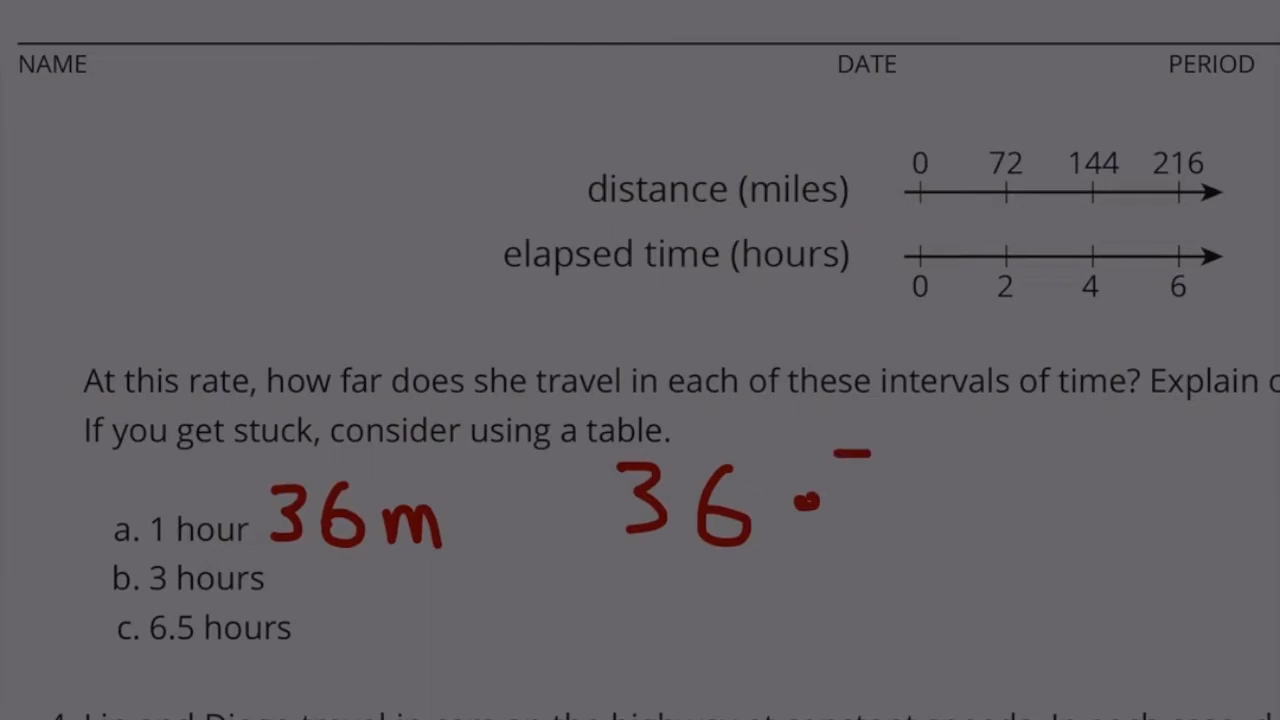 NAME DATE PERIOD
0 72 144 216
distance (miles)
elapsed time (hours)
0 2 4 6
At this rate, how far does she travel in each of these intervals of time? Explain
If you get stuck, consider using a table.
36 •
a. 1 hour 36 m
b. 3 hours
c. 6.5 hours